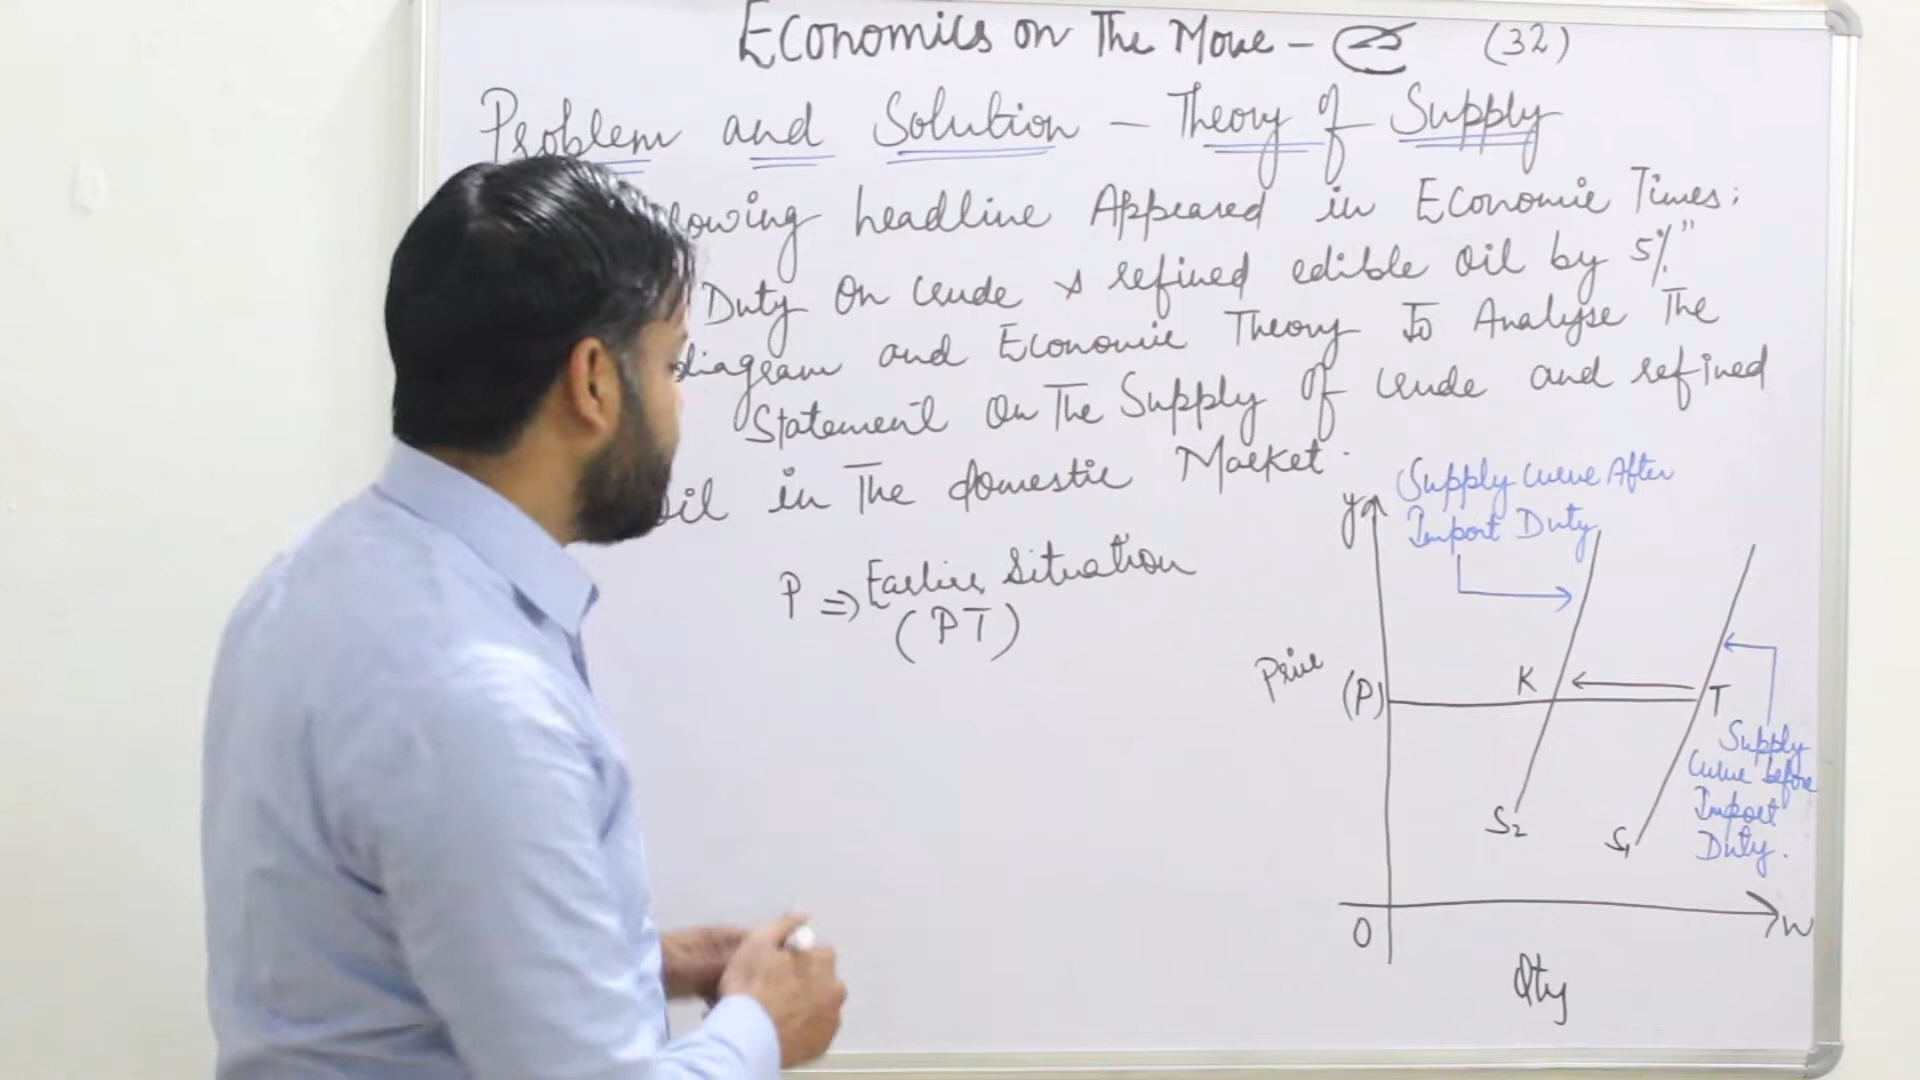 Economics on The Move - (32)
Problem and Solution - Theory of Supply
lowing headline Appeared in Economic Times:
Duty On crude & refined edible oil by 5%"
diagram and Economic Theory To Analyse The
Statement On The Supply Of crude and refined
oil in The domestic Market.
P ⇒ Earlier Situation
(PT)
y
Supply Curve After
Import Duty
Price
(P)
K
T
Supply
Curve before
Import
Duty.
S2
S1
O
Qty